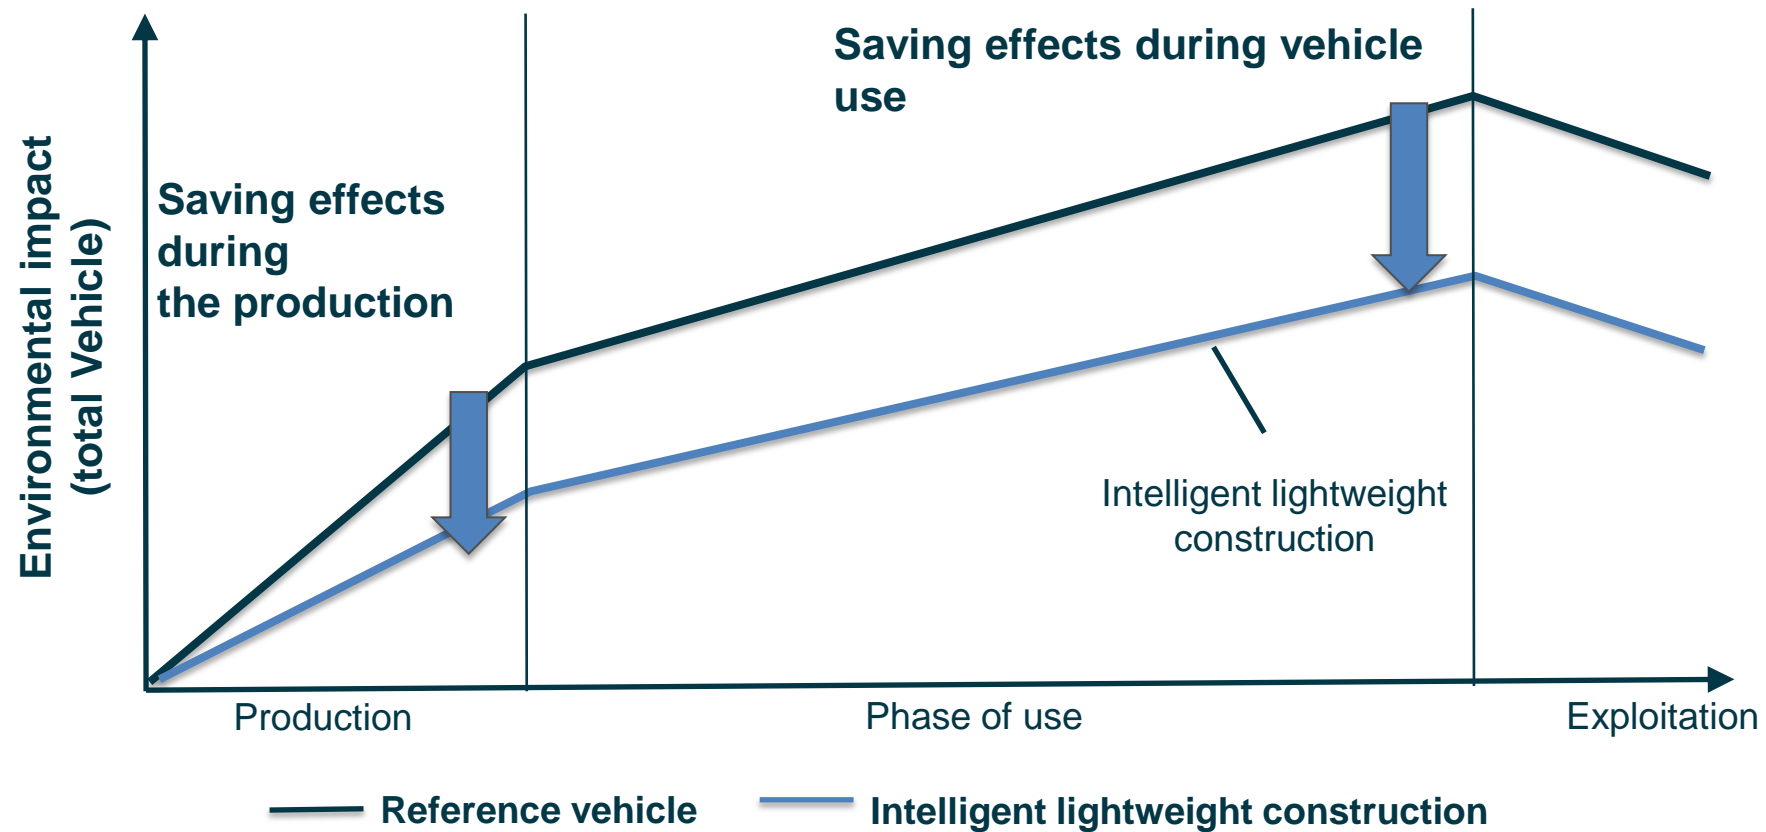 Saving effects during vehicle
use
Environmental impact
(total Vehicle)
Saving effects
during
the production
Intelligent lightweight
construction
Production
Phase of use
Exploitation
Reference vehicle
Intelligent lightweight construction